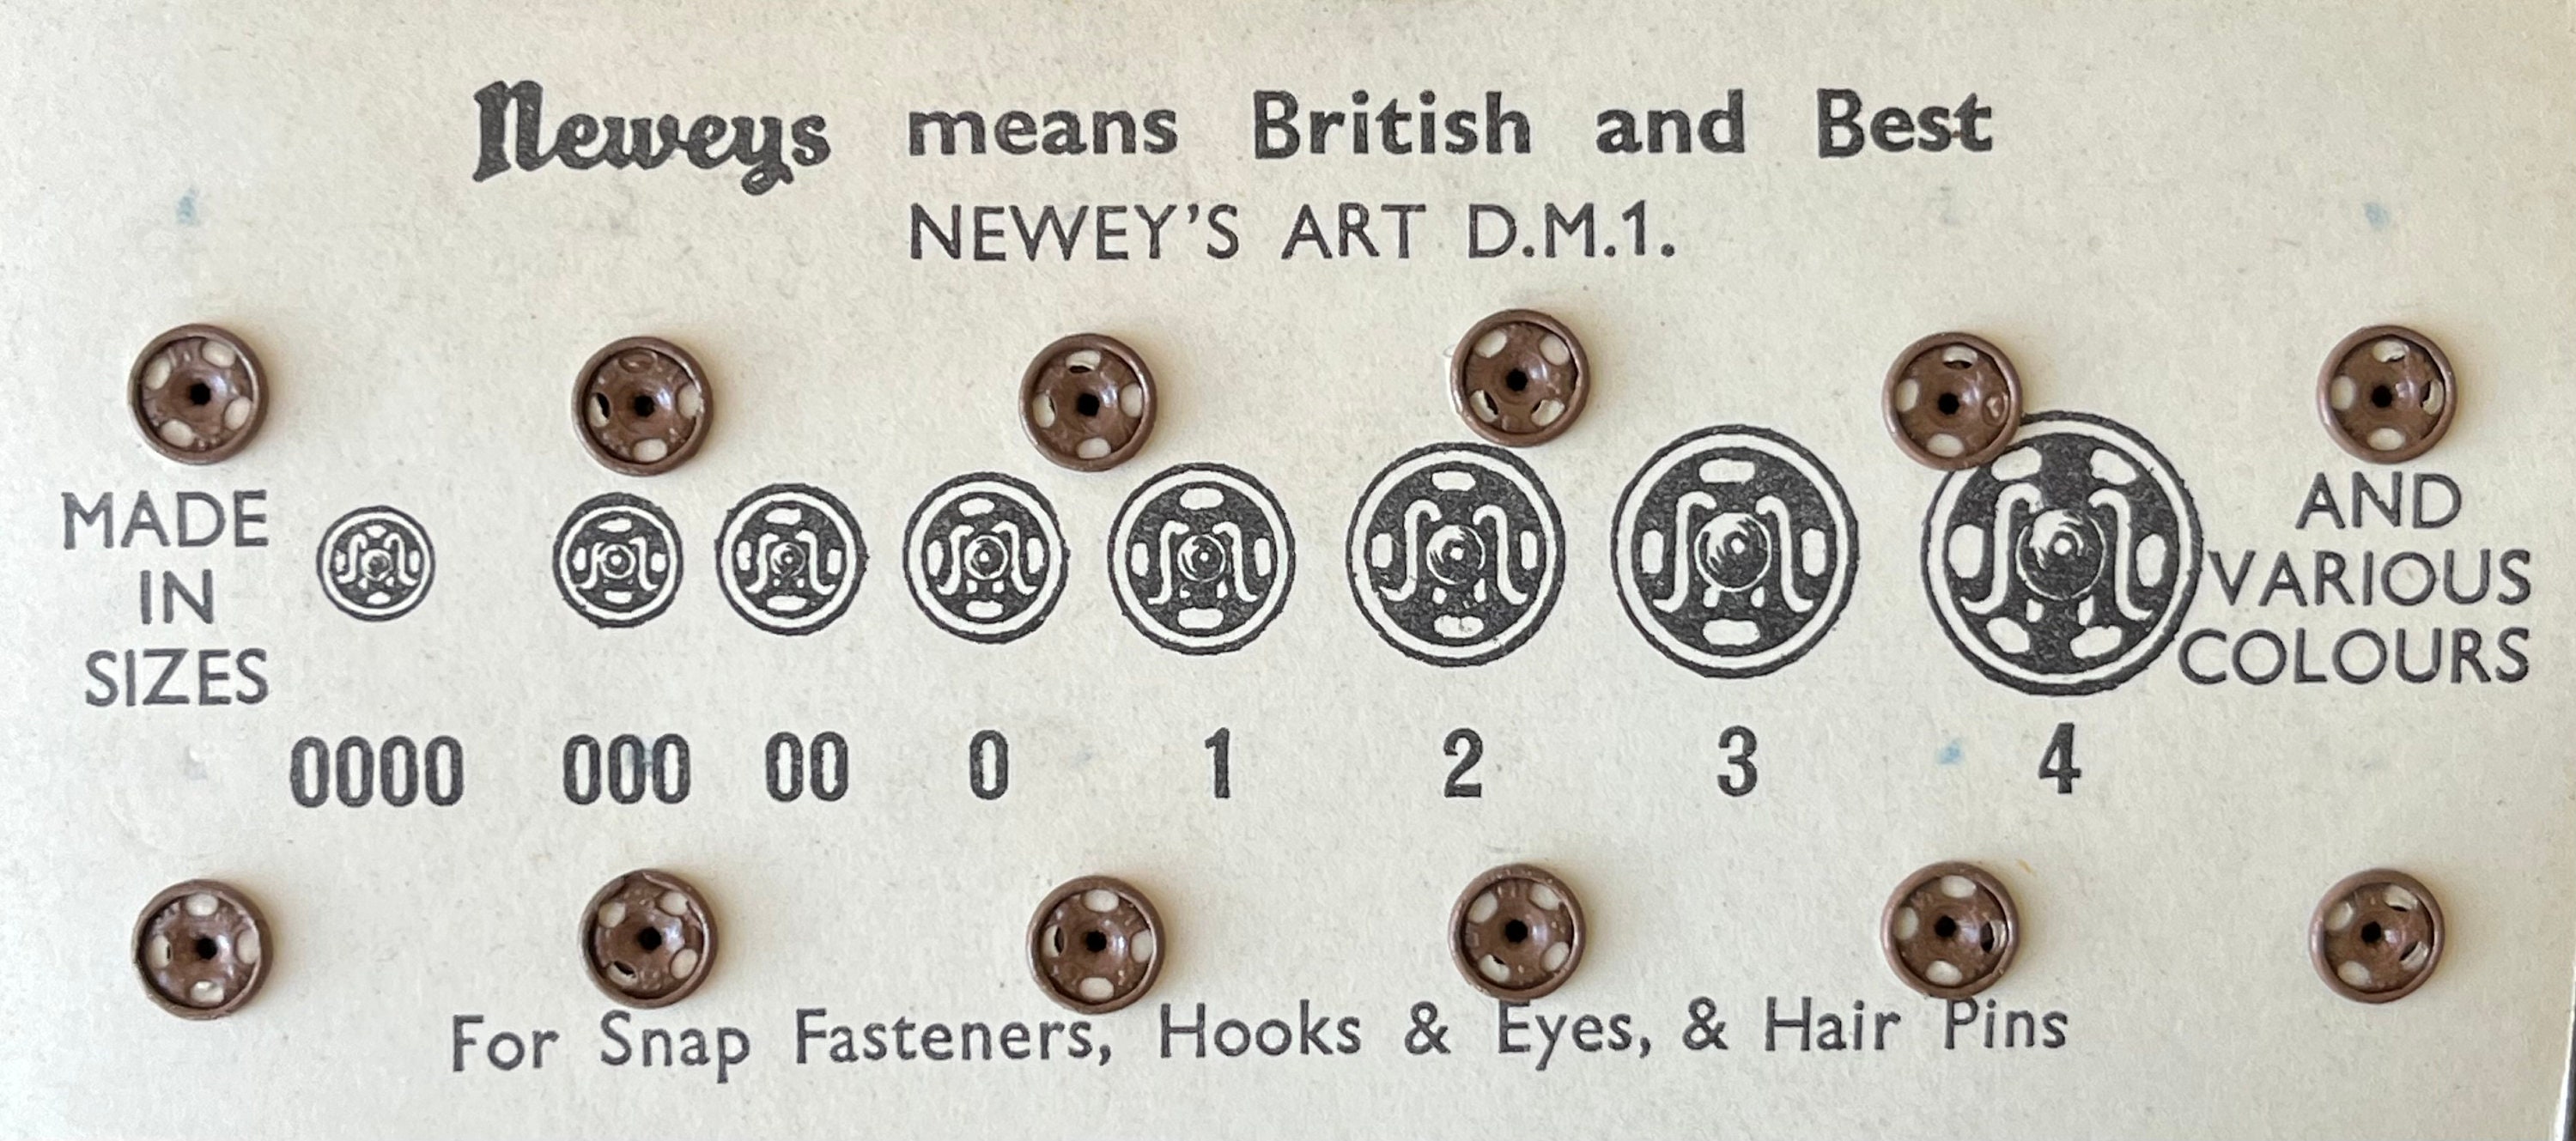 Neweys means British and Best
NEWEY'S ART D.M.1.
MADE
IN
SIZES
AND
VARIOUS
COLOURS
0000 000 00 0 1 2 3 4
For Snap Fasteners, Hooks & Eyes, & Hair Pins